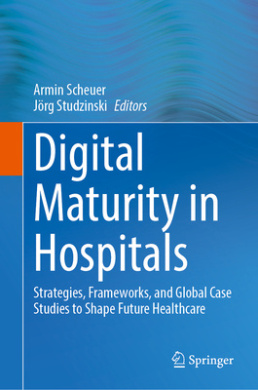 Armin Scheuer
Jörg Studzinski Editors
Digital
Maturity in
Hospitals
Strategies, Frameworks, and Global Case
Studies to Shape Future Healthcare
Springer